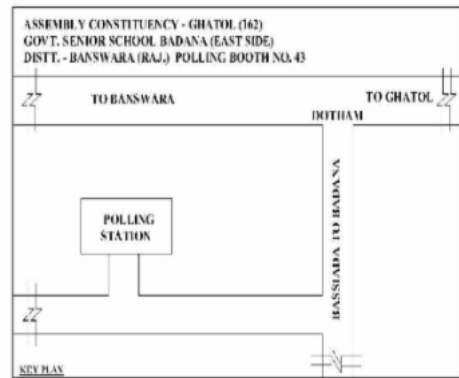 ASSEMBLY CONSTITUENCY - GHATOL (162)
GOVT. SENIOR SCHOOL BADANA (EAST SIDE)
DISTT. - BANSWARA (RAJ.) POLLING BOOTH NO. 43
TO BANSWARA
TO GHATOL
DOTHAM
POLLING
STATION
BASSIADA TO BADANA
KEY PLAN